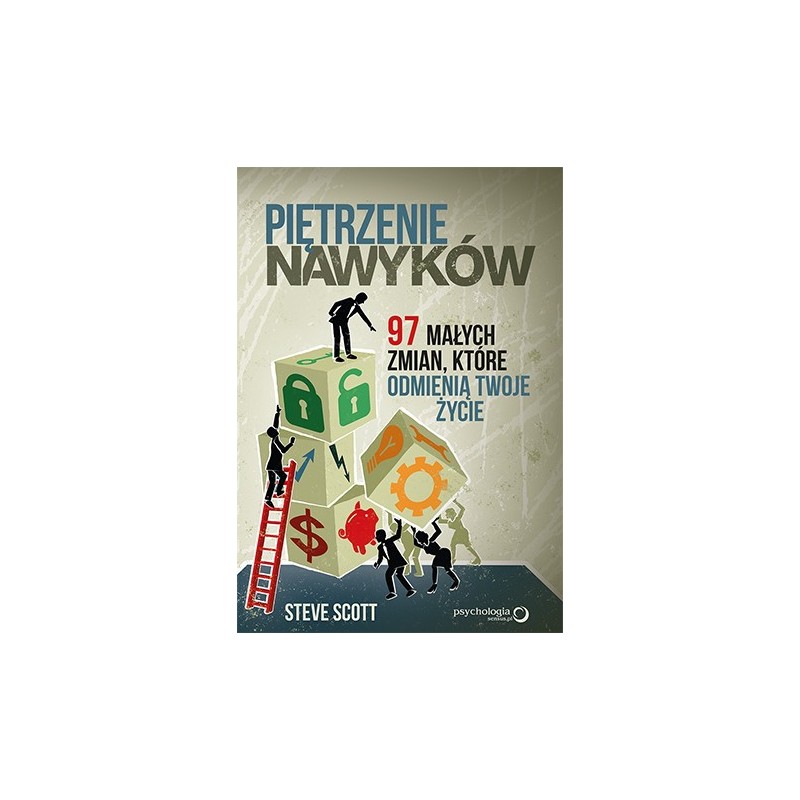 PIĘTRZENIE
NAWYKÓW
97 MAŁYCH
ZMIAN, KTÓRE
ODMIENIĄ TWOJE
ŻYCIE
$
STEVE SCOTT
psychologia
sensus.pl